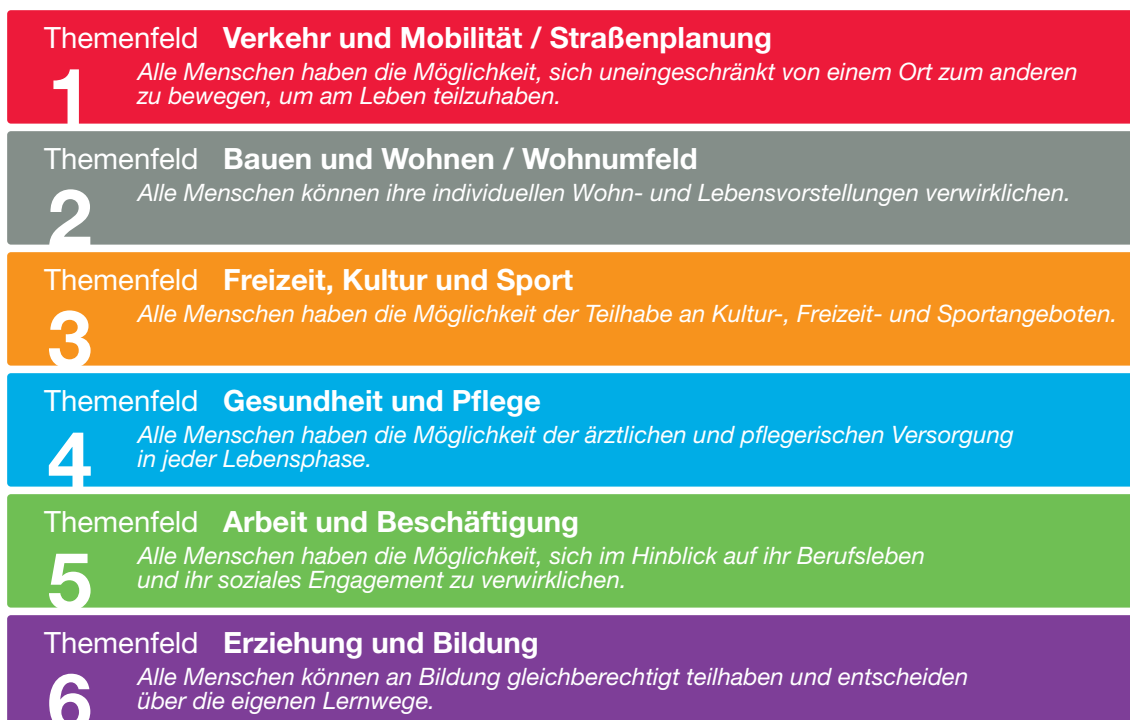 Themenfeld Verkehr und Mobilität / Straßenplanung
1
Alle Menschen haben die Möglichkeit, sich uneingeschränkt von einem Ort zum anderen
zu bewegen, um am Leben teilzuhaben.
Themenfeld Bauen und Wohnen / Wohnumfeld
2
Alle Menschen können ihre individuellen Wohn- und Lebensvorstellungen verwirklichen.
Themenfeld Freizeit, Kultur und Sport
3
Alle Menschen haben die Möglichkeit der Teilhabe an Kultur-, Freizeit- und Sportangeboten.
Themenfeld Gesundheit und Pflege
4
Alle Menschen haben die Möglichkeit der ärztlichen und pflegerischen Versorgung
in jeder Lebensphase.
Themenfeld Arbeit und Beschäftigung
5
Alle Menschen haben die Möglichkeit, sich im Hinblick auf ihr Berufsleben
und ihr soziales Engagement zu verwirklichen.
Themenfeld Erziehung und Bildung
6
Alle Menschen können an Bildung gleichberechtigt teilhaben und entscheiden
über die eigenen Lernwege.